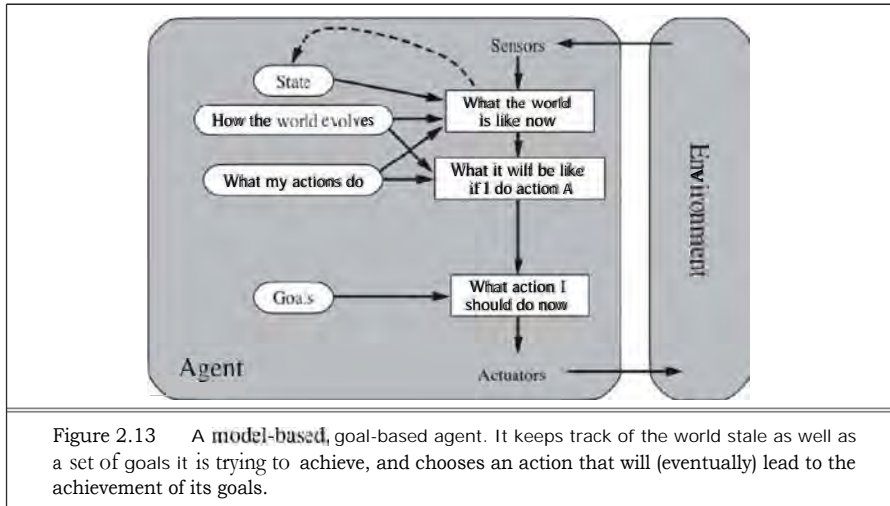 Sensors
State
What the world
is like now
How the world evolves
What it will be like
if I do action A
What my actions do
Environment
Goals
What action I
should do now
Agent
Actuators
Figure 2.13 A model-based, goal-based agent. It keeps track of the world stale as well as
a set of goals it is trying to achieve, and chooses an action that will (eventually) lead to the
achievement of its goals.